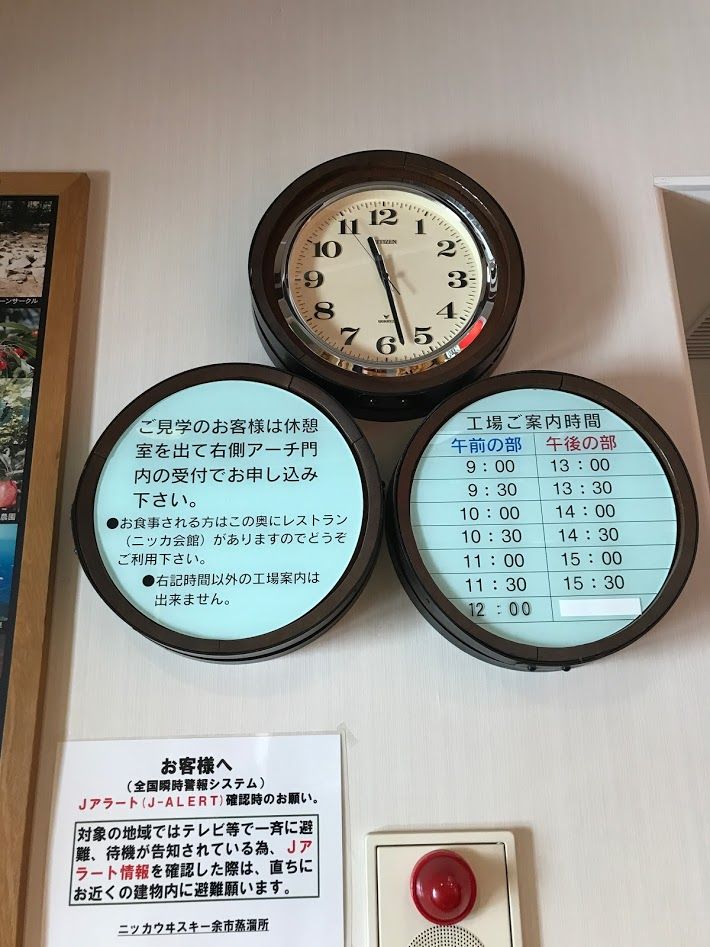 12
1
2
3
4
5
6
7
8
9
10
11
CITIZEN
ご見学のお客様は休憩
室を出て右側アーチ門
内の受付でお申し込み
下さい。
●お食事される方はこの奥にレストラン
（ニッカ会館）がありますのでどうぞ
ご利用下さい。
●右記時間以外の工場案内は
出来ません。
工場ご案内時間
午前の部 午後の部
9：00 13：00
9：30 13：30
10：00 14：00
10：30 14：30
11：00 15：00
11：30 15：30
12：00
ーンサークル
農園
お客様へ
（全国瞬時警報システム）
Jアラート(J-ALERT)確認時のお願い。
対象の地域ではテレビ等で一斉に避
難、待機が告知されている為、Jア
ラート情報を確認した際は、直ちに
お近くの建物内に避難願います。
ニッカウヰスキー余市蒸溜所